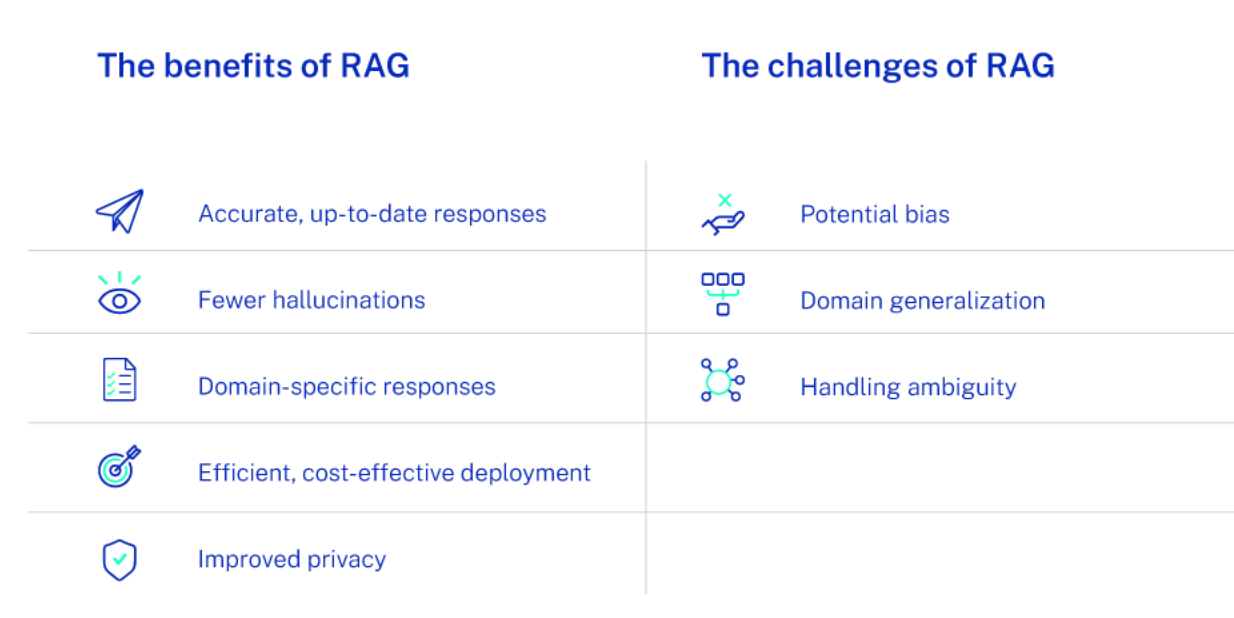 The benefits of RAG
The challenges of RAG
Accurate, up-to-date responses
Potential bias
Fewer hallucinations
Domain generalization
Domain-specific responses
Handling ambiguity
Efficient, cost-effective deployment
Improved privacy